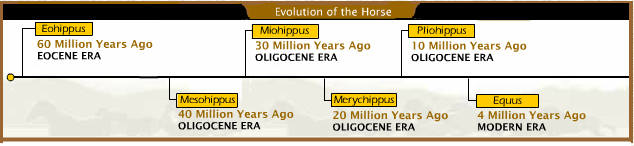 Evolution of the Horse
Eohippus
60 Million Years Ago
EOCENE ERA
Mesohippus
40 Million Years Ago
OLIGOCENE ERA
Miohippus
30 Million Years Ago
OLIGOCENE ERA
Merychippus
20 Million Years Ago
OLIGOCENE ERA
Pliohippus
10 Million Years Ago
OLIGOCENE ERA
Equus
4 Million Years Ago
MODERN ERA